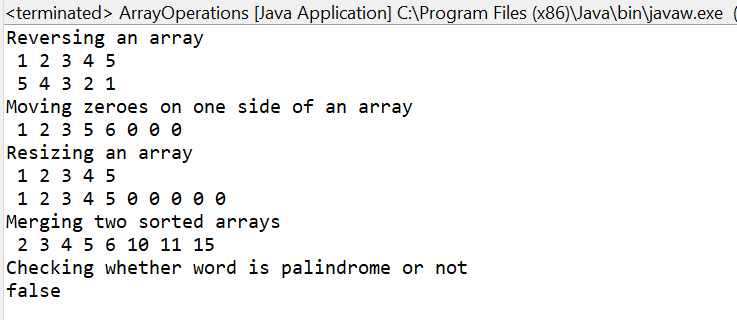 <terminated> ArrayOperations [Java Application] C:\Program Files (x86)\Java\bin\javaw.exe (
Reversing an array
1 2 3 4 5
5 4 3 2 1
Moving zeroes on one side of an array
1 2 3 5 6 0 0 0
Resizing an array
1 2 3 4 5
1 2 3 4 5 0 0 0 0 0
Merging two sorted arrays
2 3 4 5 6 10 11 15
Checking whether word is palindrome or not
false